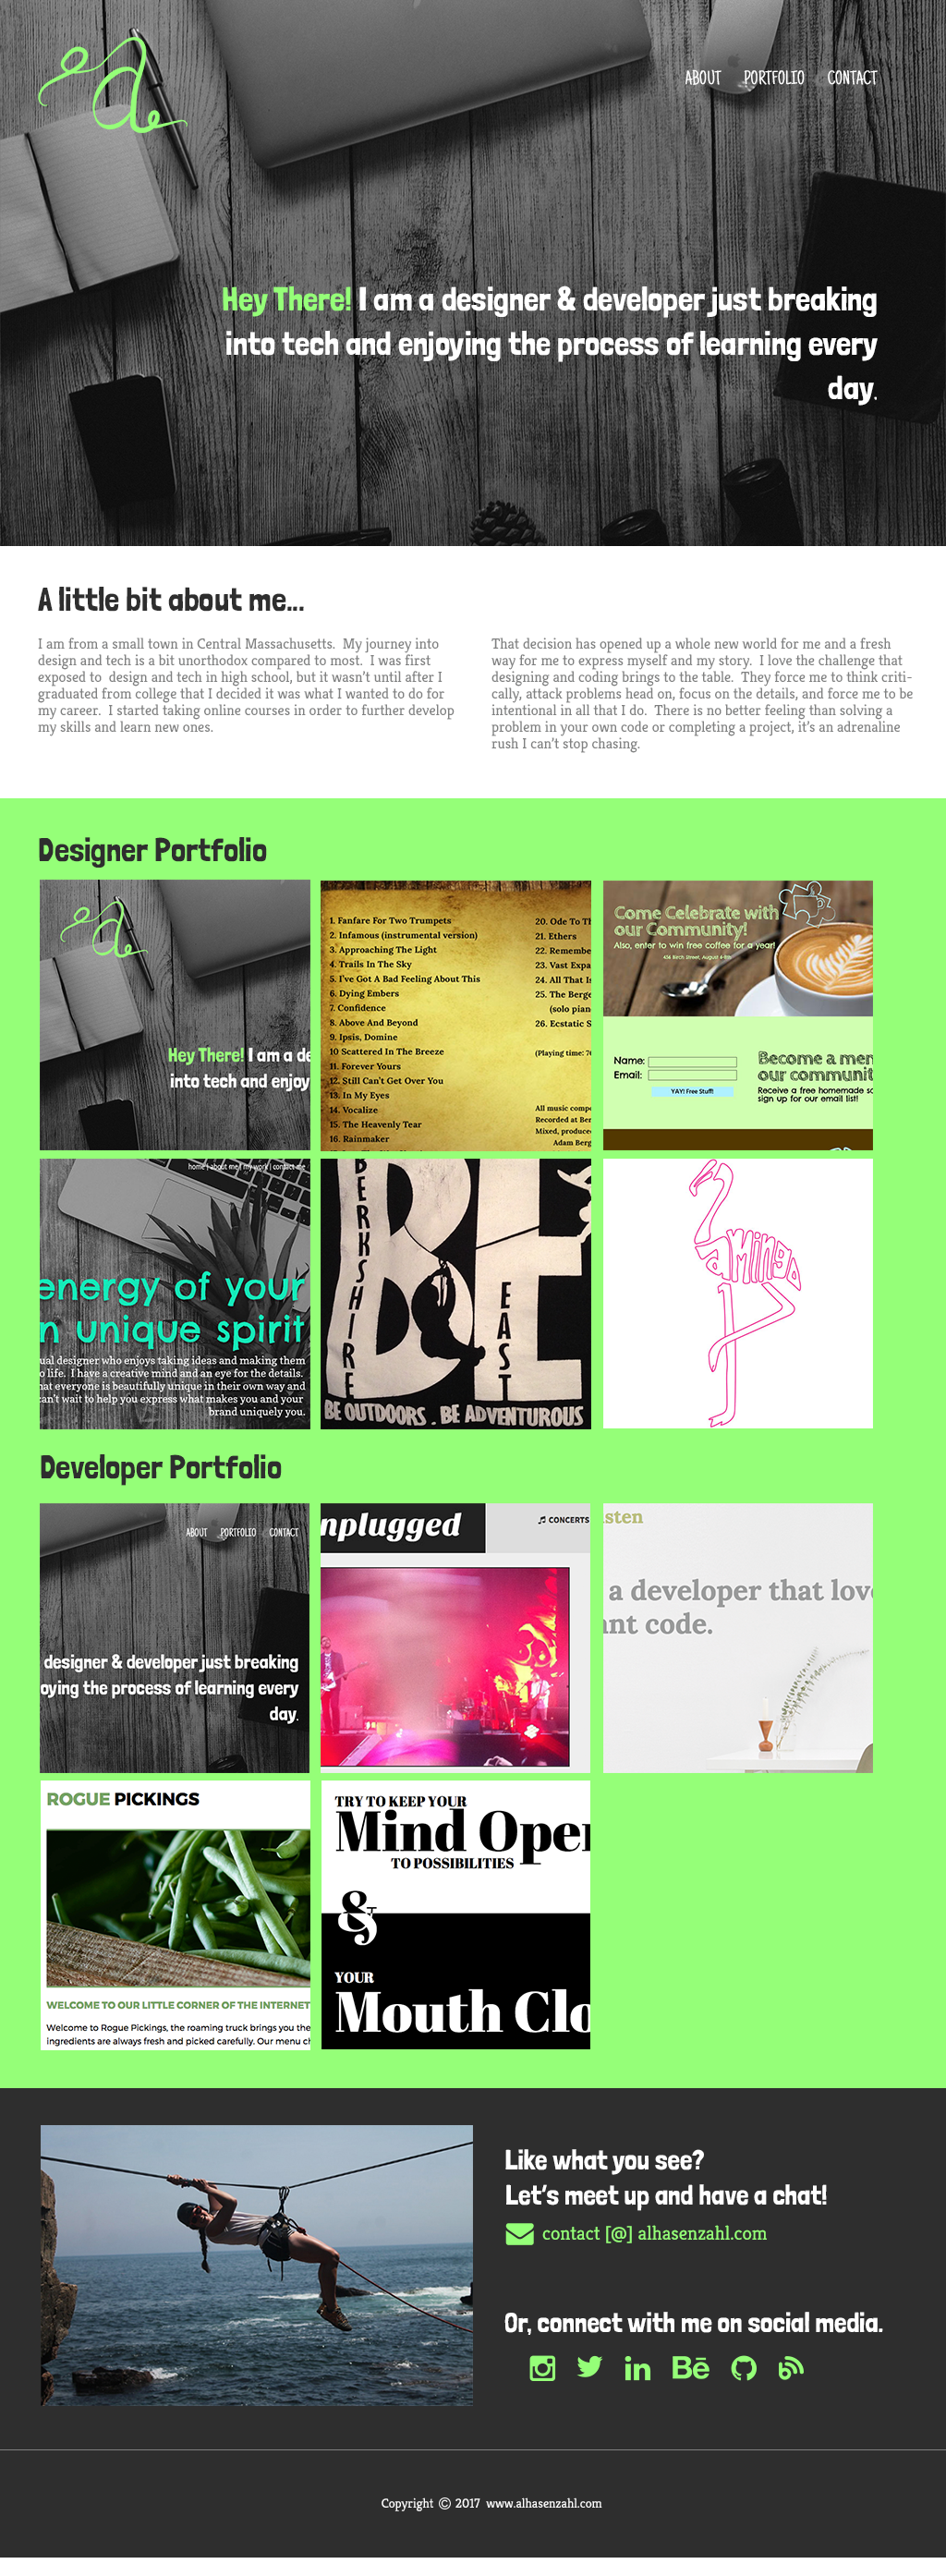 ABOUT PORTFOLIO CONTACT
Hey There! I am a designer & developer just breaking
into tech and enjoying the process of learning every
day.
A little bit about me...
I am from a small town in Central Massachusetts. My journey into
design and tech is a bit unorthodox compared to most. I was first
exposed to design and tech in high school, but it wasn't until after I
graduated from college that I decided it was what I wanted to do for
my career. I started taking online courses in order to further develop
my skills and learn new ones.
That decision has opened up a whole new world for me and a fresh
way for me to express myself and my story. I love the challenge that
designing and coding brings to the table. They force me to think criti-
cally, attack problems head on, focus on the details, and force me to be
intentional in all that I do. There is no better feeling than solving a
problem in your own code or completing a project, it's an adrenaline
rush I can't stop chasing.
Designer Portfolio
Hey There! I am a de
into tech and enjoy
1. Fanfare For Two Trumpets
2. Infamous (instrumental version)
3. Approaching The Light
4. Trails In The Sky
5. I've Got A Bad Feeling About This
6. Dying Embers
7. Confidence
8. Above And Beyond
9. Ipsis, Domine
10 Scattered In The Breeze
11. Forever Yours
12. Still Can't Get Over You
13. In My Eyes
14. Vocalize
15. The Heavenly Tear
16. Rainmaker
20. Ode To Th
21. Ethers
22. Remembe
23. Vast Expa
24. All That Is
25. The Berge
(solo pian
26. Ecstatic S
(Playing time: 70
All music compo
Recorded at Ber
Mixed, produce
Adam Berg
Come Celebrate with
our Community!
Also, enter to win free coffee for a year!
Name:
Email:
YAY! Free Stuff!
Become a mem
our communit
Receive a free homemade sc
sign up for our email list!
home | about me | my work | contact me
energy of your
n unique spirit
ual designer who enjoys taking ideas and making them
o life. I have a creative mind and an eye for the details.
hat everyone is beautifully unique in their own way and
can't wait to help you express what makes you and your
brand uniquely you.
BERKSHIRE
BE
EAST
BE OUTDOORS . BE ADVENTUROUS
Flamingo
Developer Portfolio
ABOUT PORTFOLIO CONTACT
designer & developer just breaking
oying the process of learning every
day.
nplugged
CONCERTS
isten
a developer that love
ant code.
ROGUE PICKINGS
WELCOME TO OUR LITTLE CORNER OF THE INTERNET
Welcome to Rogue Pickings, the roaming truck brings you the
ingredients are always fresh and picked carefully. Our menu ch
TRY TO KEEP YOUR
Mind Open
TO POSSIBILITIES
&
YOUR
Mouth Clo
Like what you see?
Let's meet up and have a chat!
contact [@] alhasenzahl.com
Or, connect with me on social media.
in Bē
Copyright © 2017 www.alhasenzahl.com